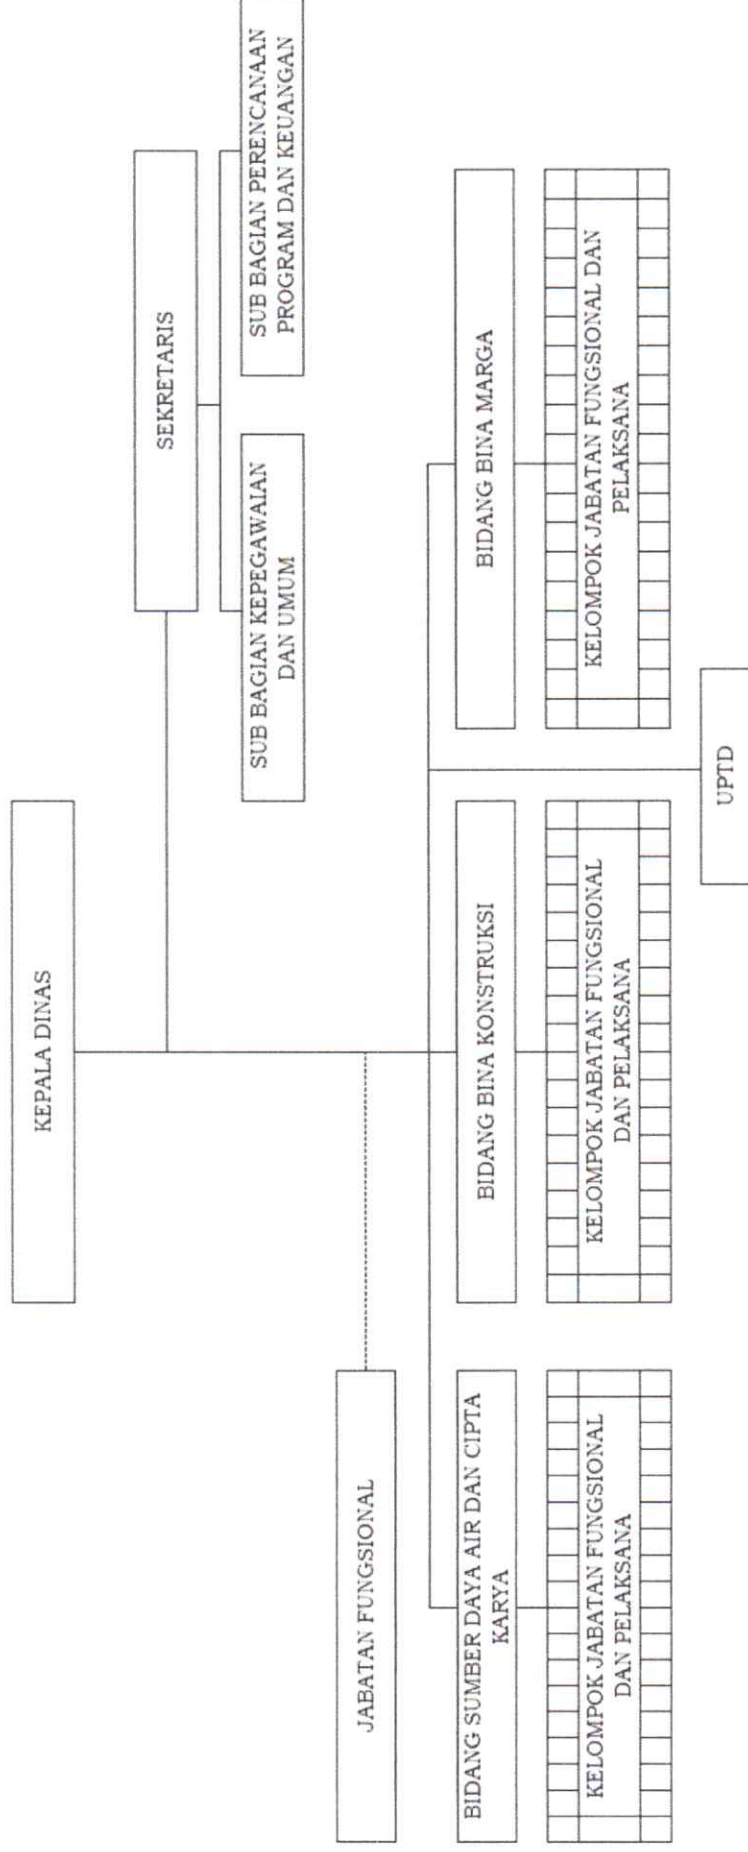 KEPALA DINAS
SEKRETARIS
SUB BAGIAN KEPEGAWAIAN
DAN UMUM
SUB BAGIAN PERENCANAAN
PROGRAM DAN KEUANGAN
JABATAN FUNGSIONAL
BIDANG SUMBER DAYA AIR DAN CIPTA
KARYA
BIDANG BINA KONSTRUKSI
BIDANG BINA MARGA
KELOMPOK JABATAN FUNGSIONAL
DAN PELAKSANA
KELOMPOK JABATAN FUNGSIONAL
DAN PELAKSANA
KELOMPOK JABATAN FUNGSIONAL DAN
PELAKSANA
UPTD